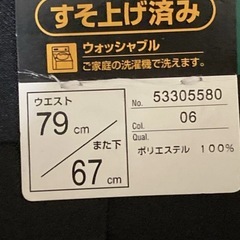 すそ上げ済み
ウォッシャブル
ご家庭の洗濯機で洗えます。
ウエスト
79cm
また下
67cm
No. 53305580
Col. 06
Qual.
ポリエステル 100%